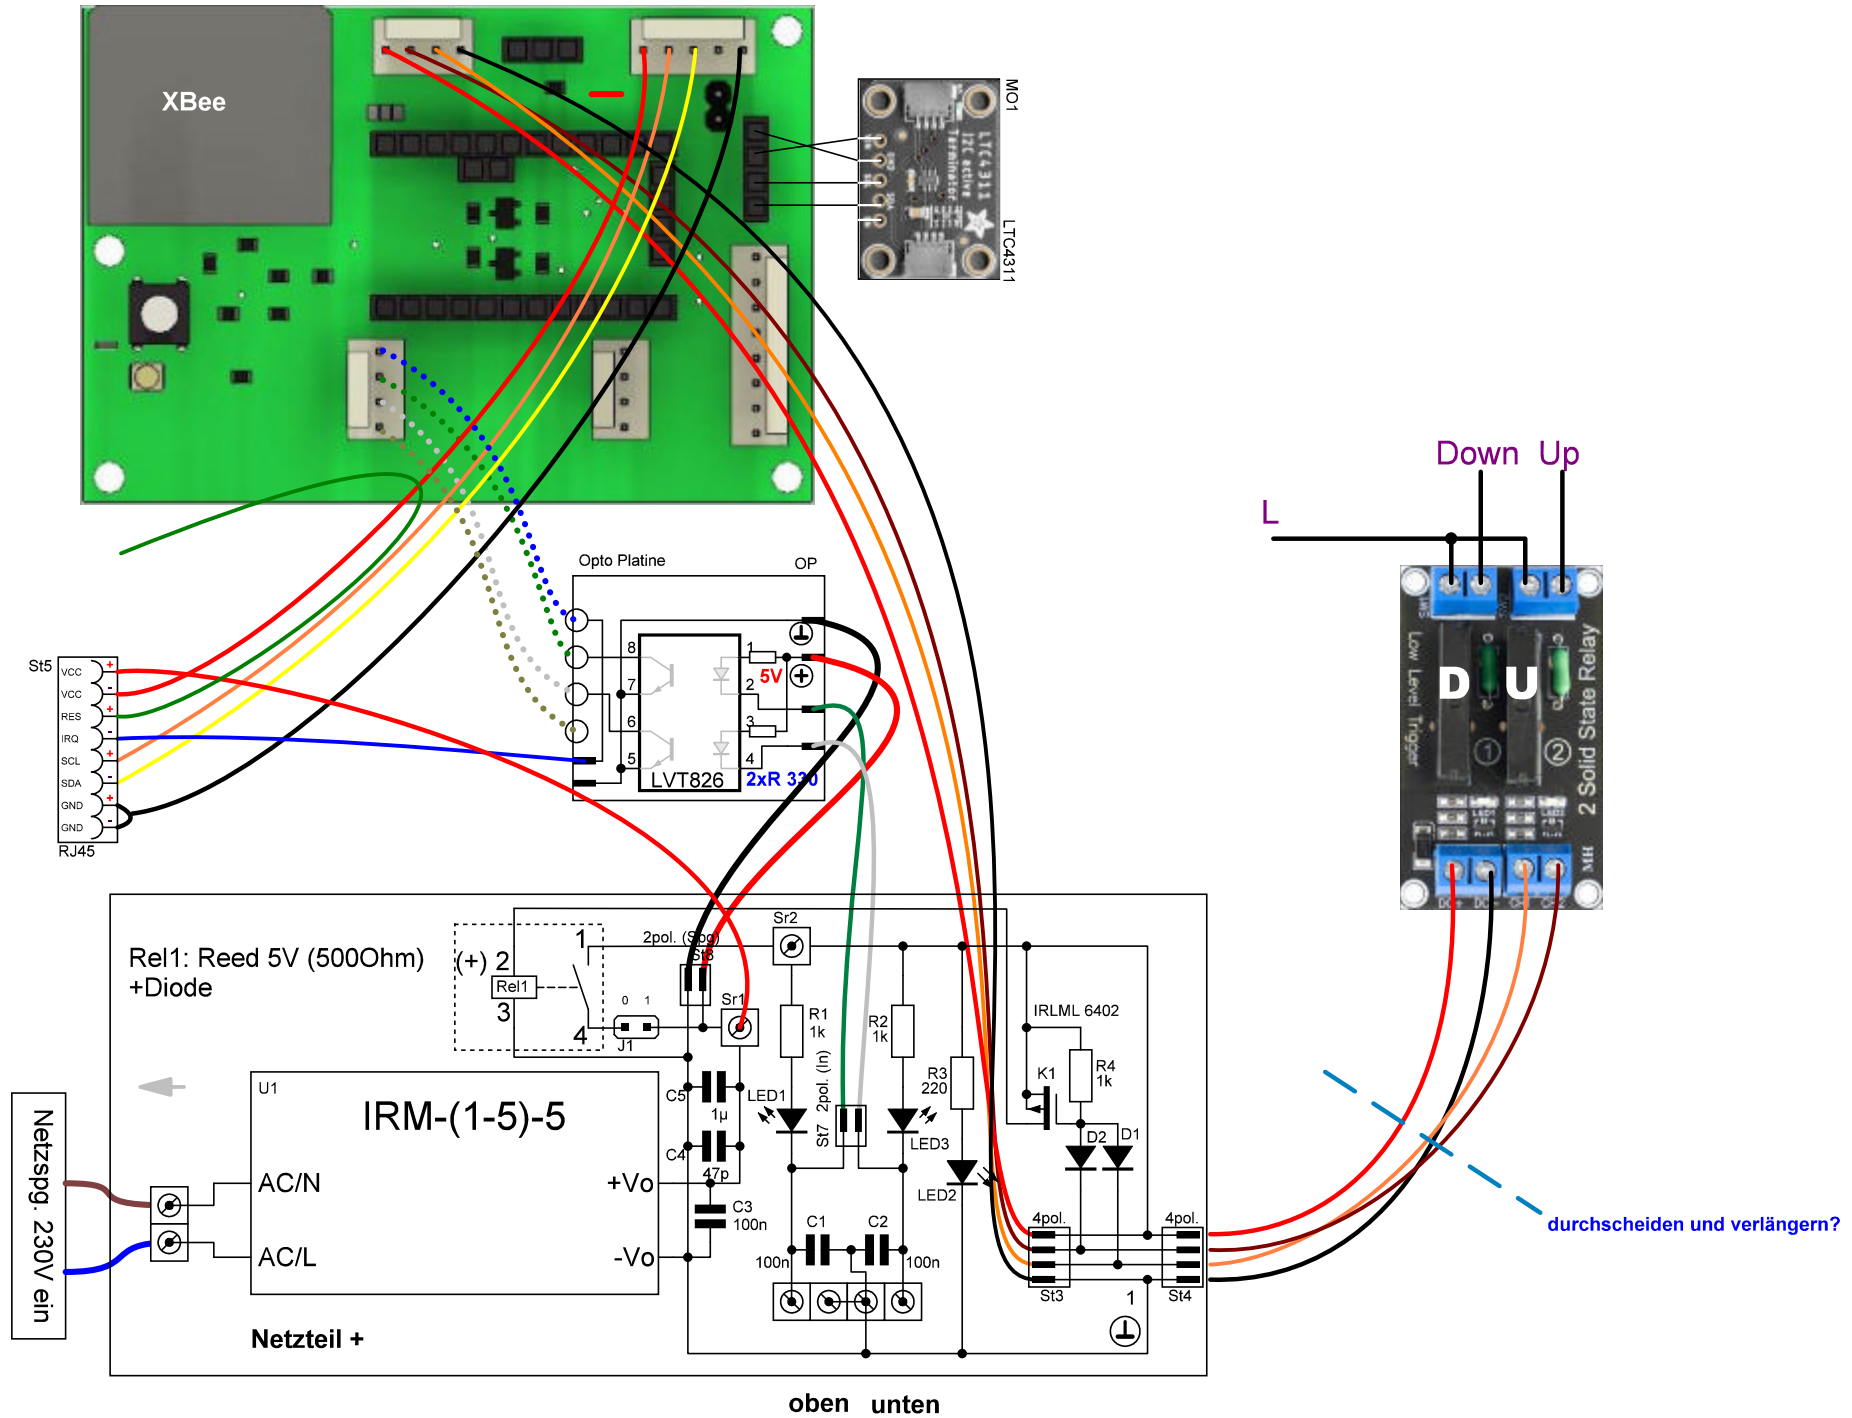 XBee
MO1
LTC4311
I2C active
Terminator
LTC4311
Down Up
L
D U
Low Level Trigger
2 Solid State Relay
1
2
MH
Opto Platine OP
8
7
6
5
1
2
3
4
5V
LVT826
2xR 330
St5
VCC
VCC
RES
IRQ
SCL
SDA
GND
GND
+
-
+
-
+
-
+
-
RJ45
Rel1: Reed 5V (500Ohm)
+Diode
(+) 2
1
Rel1
3
4
0 1
J1
2pol. (Spg)
St8
Sr1
Sr2
R1
1k
R2
1k
R3
220
IRLML 6402
K1
R4
1k
D2
D1
LED1
LED3
LED2
St7 2pol. (In)
C5
1µ
C4
47p
C3
100n
C1
100n
C2
100n
U1
IRM-(1-5)-5
AC/N
AC/L
+Vo
-Vo
Netzspg. 230V ein
Netzteil +
4pol.
St3
4pol.
St4
1
durchscheiden und verlängern?
oben unten